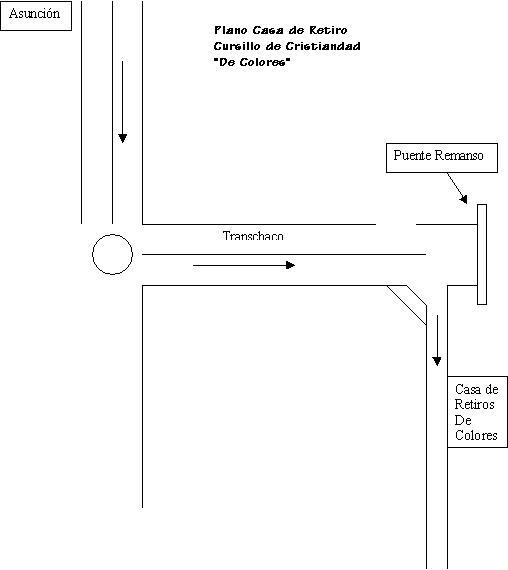 Asunción
Plano Casa de Retiro
Cursillo de Cristiandad
"De Colores"
Puente Remanso
Transchaco
Casa de
Retiros
De
Colores